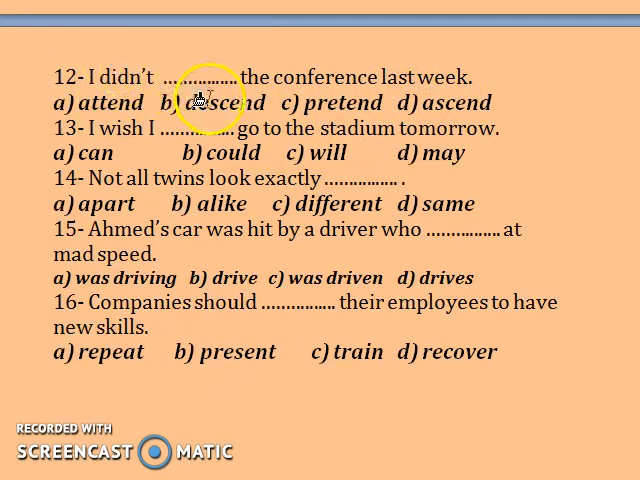 12- I didn't ................ the conference last week.
a) attend b) descend c) pretend d) ascend
13- I wish I ................ go to the stadium tomorrow.
a) can b) could c) will d) may
14- Not all twins look exactly ................ .
a) apart b) alike c) different d) same
15- Ahmed's car was hit by a driver who ................ at
mad speed.
a) was driving b) drive c) was driven d) drives
16- Companies should ................ their employees to have
new skills.
a) repeat b) present c) train d) recover
RECORDED WITH
SCREENCAST MATIC